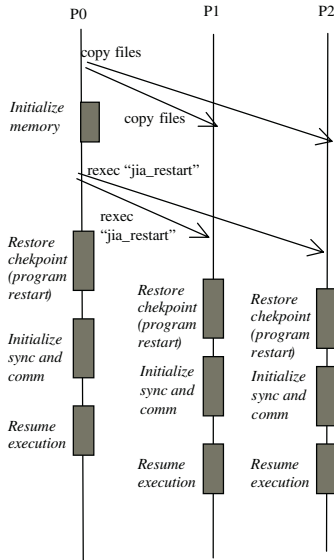 P0
P1
P2
copy files
Initialize
memory
copy files
rexec “jia_restart”
rexec
“jia_restart”
Restore
chekpoint
(program
restart)
Initialize
sync and
comm
Resume
execution
Restore
chekpoint
(program
restart)
Initialize
sync and
comm
Resume
execution
Restore
chekpoint
(program
restart)
Initialize
sync and
comm
Resume
execution